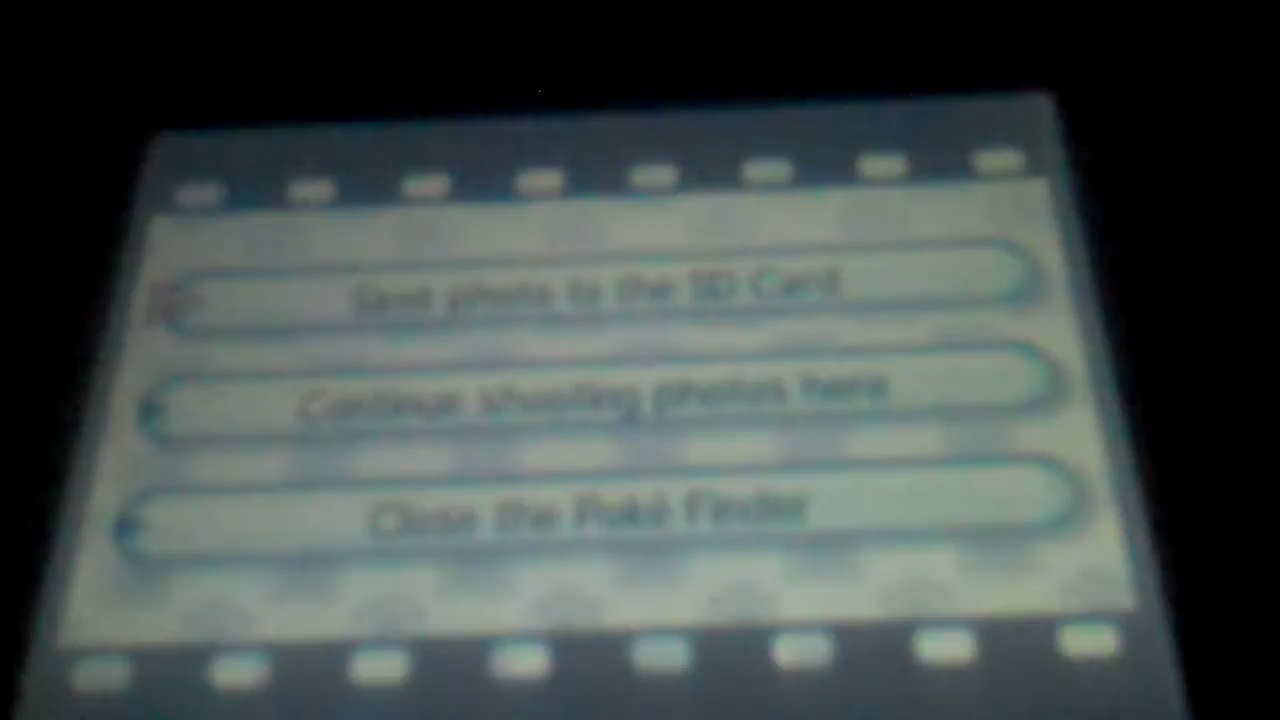 Save photo to the SD Card
Continue shooting photos here
Close the Poké Finder